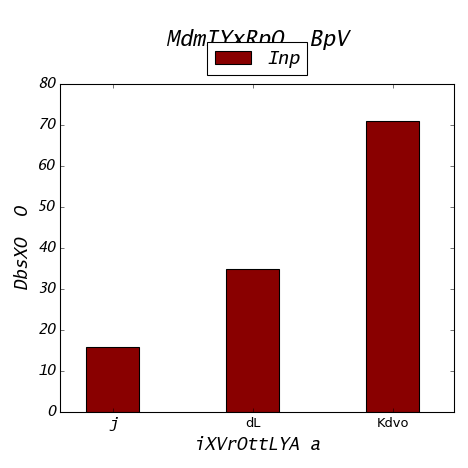 MdmIYxRpO BpV
Inp
80
70
60
50
40
30
20
10
0
DbsXO O
j
dL
Kdvo
iXVrOttLYA a